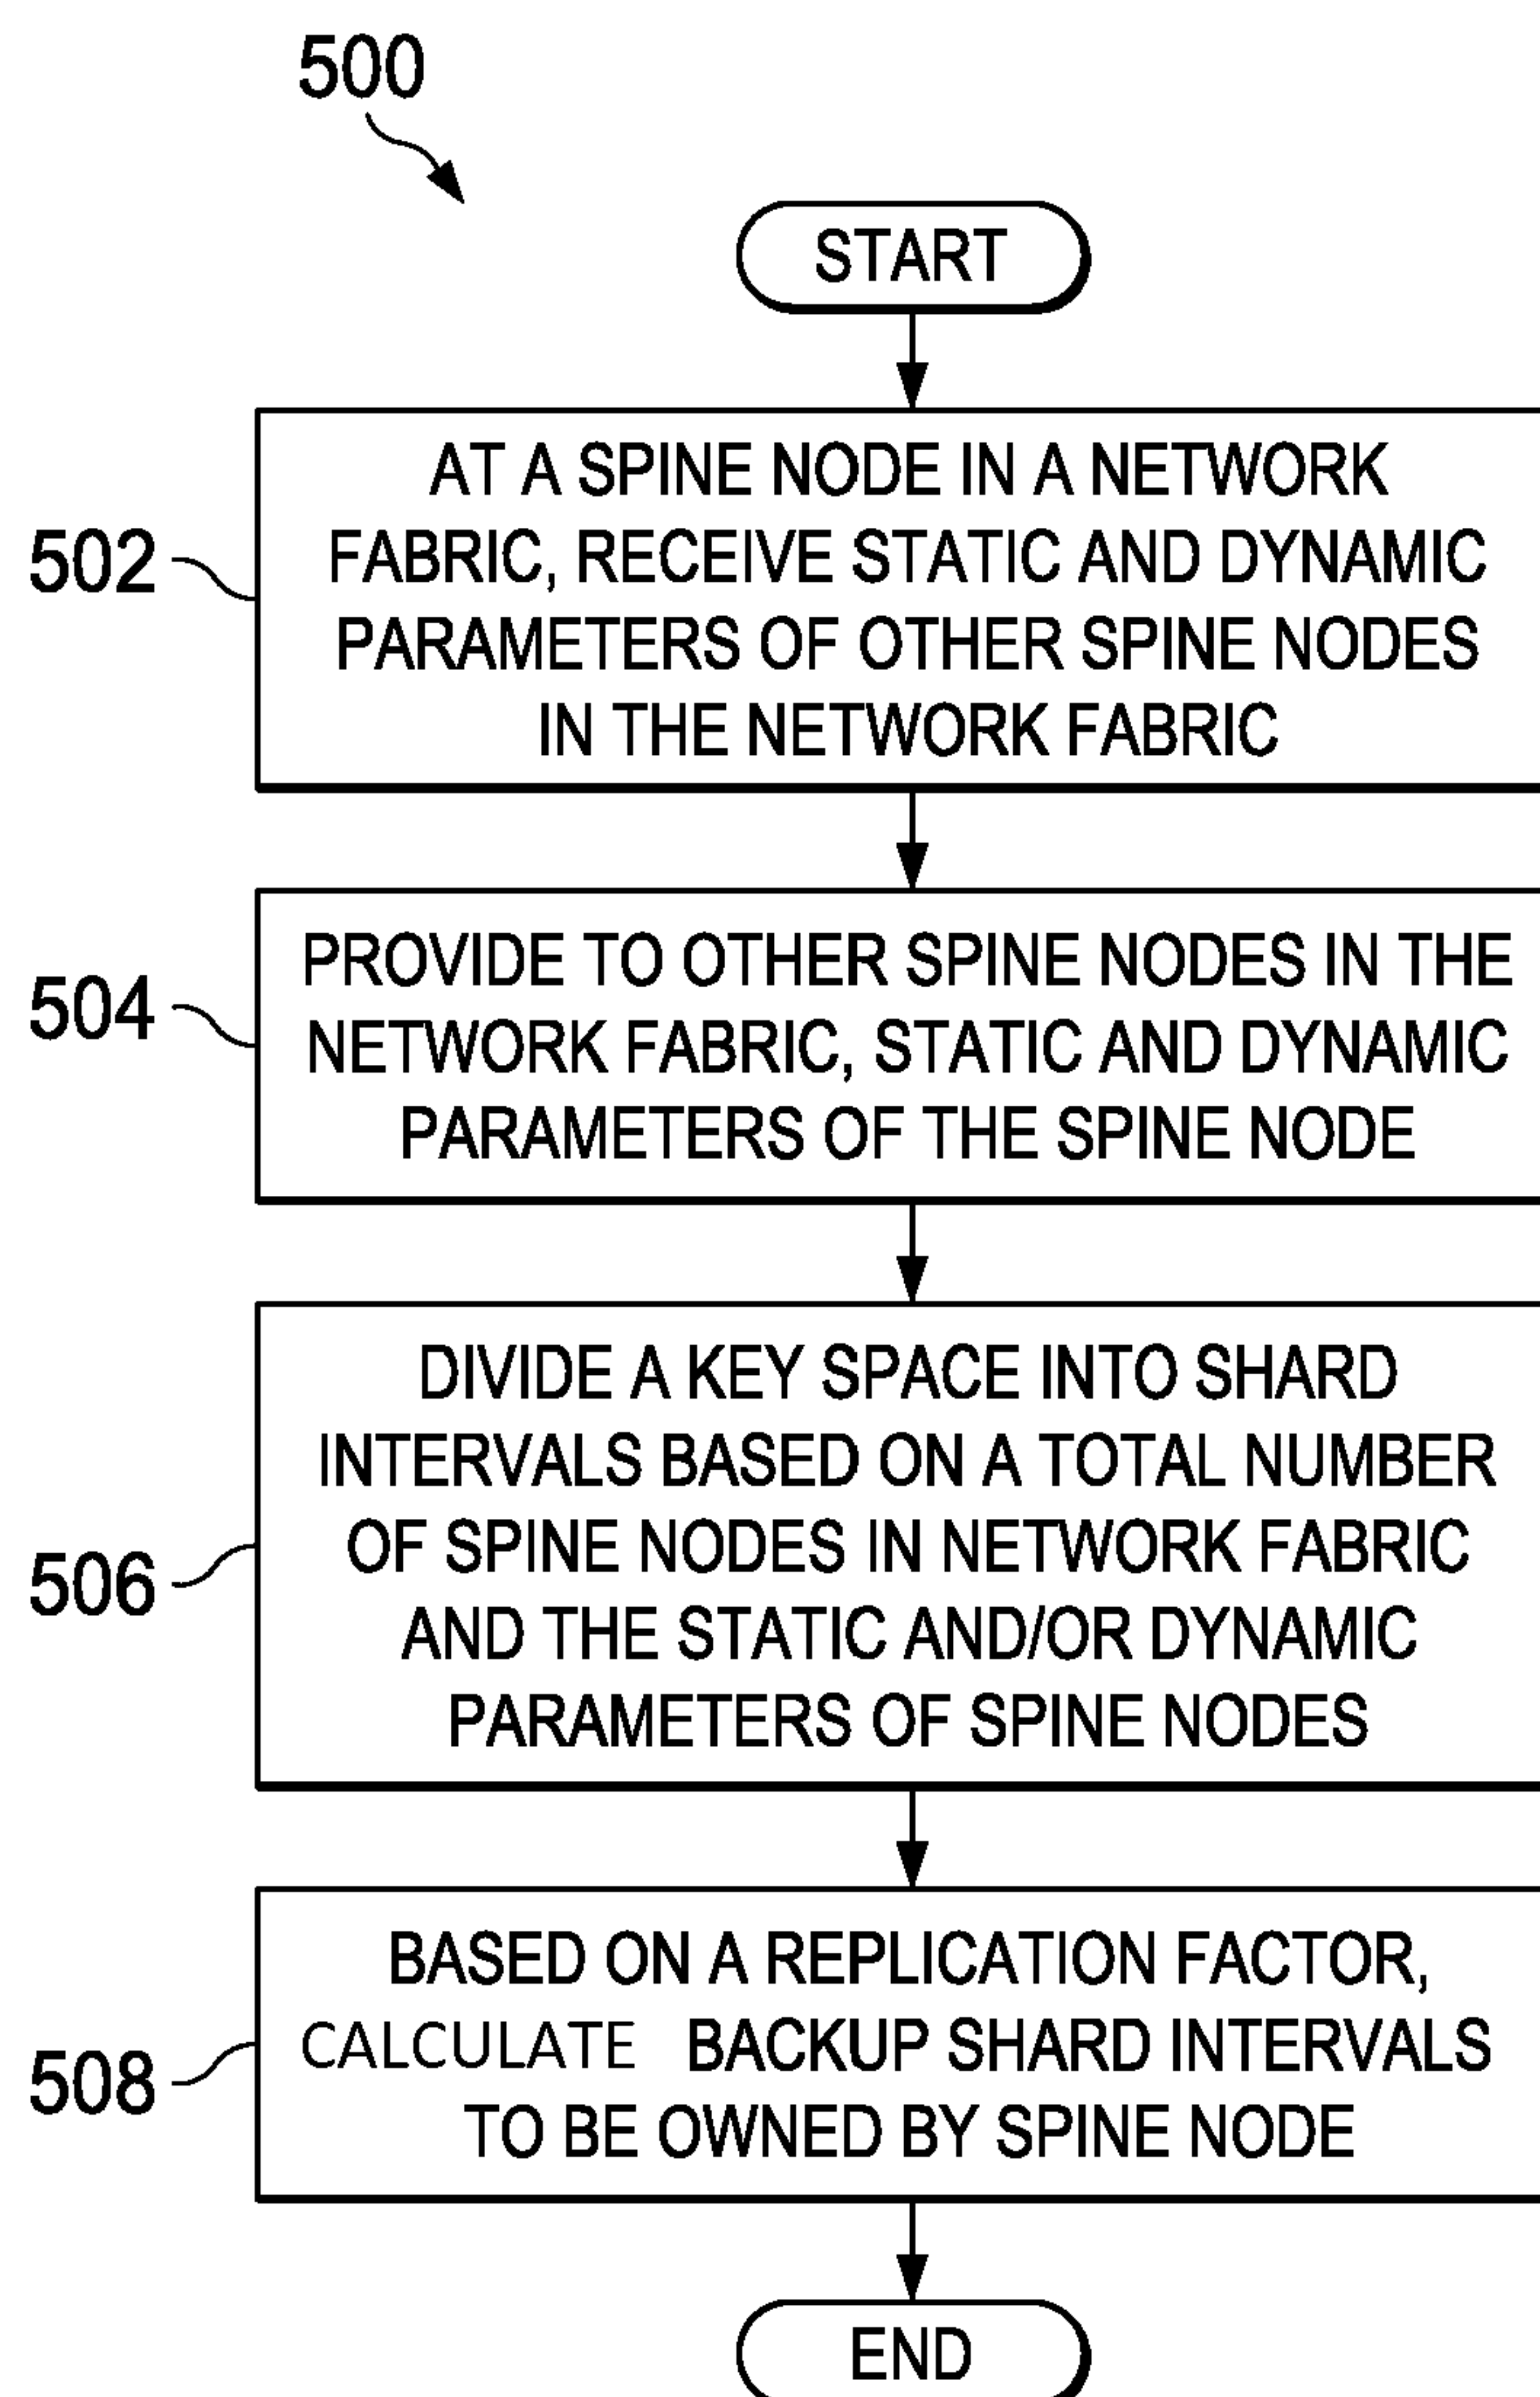 500
START
502
AT A SPINE NODE IN A NETWORK
FABRIC, RECEIVE STATIC AND DYNAMIC
PARAMETERS OF OTHER SPINE NODES
IN THE NETWORK FABRIC
504
PROVIDE TO OTHER SPINE NODES IN THE
NETWORK FABRIC, STATIC AND DYNAMIC
PARAMETERS OF THE SPINE NODE
506
DIVIDE A KEY SPACE INTO SHARD
INTERVALS BASED ON A TOTAL NUMBER
OF SPINE NODES IN NETWORK FABRIC
AND THE STATIC AND/OR DYNAMIC
PARAMETERS OF SPINE NODES
508
BASED ON A REPLICATION FACTOR,
CALCULATE BACKUP SHARD INTERVALS
TO BE OWNED BY SPINE NODE
END